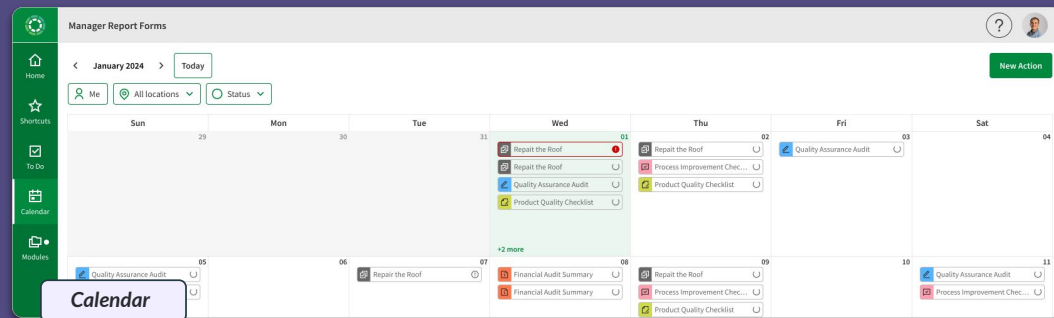 Manager Report Forms
?
Home
Shortcuts
To Do
Calendar
Modules
< January 2024 > Today
New Action
Me All locations Status
Sun Mon Tue Wed Thu Fri Sat
29 30 31 01 02 03 04
Repait the Roof
Repait the Roof
Quality Assurance Audit
Product Quality Checklist
+2 more
Repait the Roof
Process Improvement Chec...
Product Quality Checklist
Quality Assurance Audit
05 06 07 08 09 10 11
Quality Assurance Audit
Repair the Roof
Financial Audit Summary
Financial Audit Summary
Repait the Roof
Process Improvement Chec...
Product Quality Checklist
Quality Assurance Audit
Process Improvement Chec...
Calendar